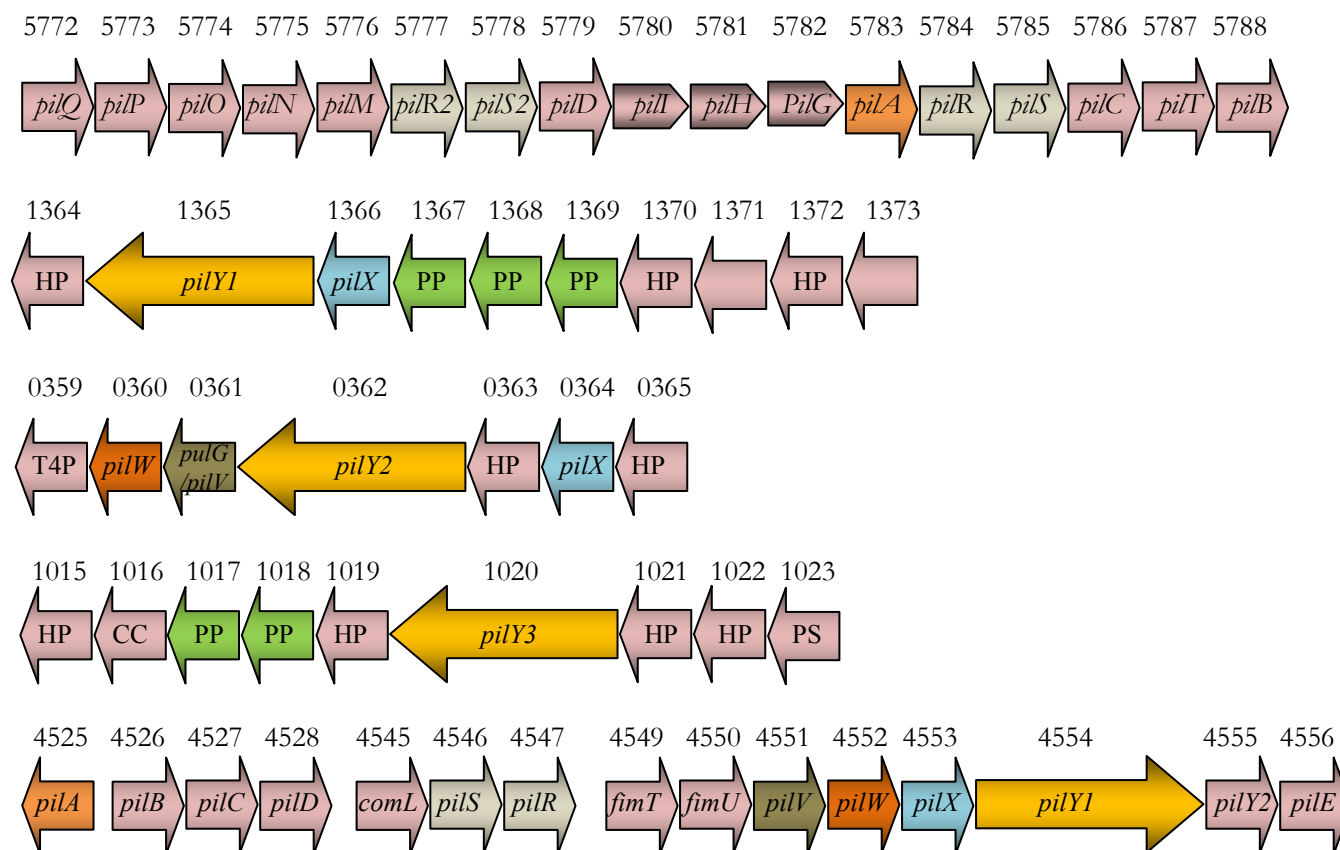 5772 5773 5774 5775 5776 5777 5778 5779 5780 5781 5782 5783 5784 5785 5786 5787 5788
pilQ pilP pilO pilN pilM pilR2 pilS2 pilD pilI pilH PilG pilA pilR pilS pilC pilT pilB
1364 1365 1366 1367 1368 1369 1370 1371 1372 1373
HP pilY1 pilX PP PP PP HP HP
0359 0360 0361 0362 0363 0364 0365
T4P pilW pulG /pilV pilY2 HP pilX HP
1015 1016 1017 1018 1019 1020 1021 1022 1023
HP CC PP PP HP pilY3 HP HP PS
4525 4526 4527 4528 4545 4546 4547 4549 4550 4551 4552 4553 4554 4555 4556
pilA pilB pilC pilD comL pilS pilR fimT fimU pilV pilW pilX pilY1 pilY2 pilE